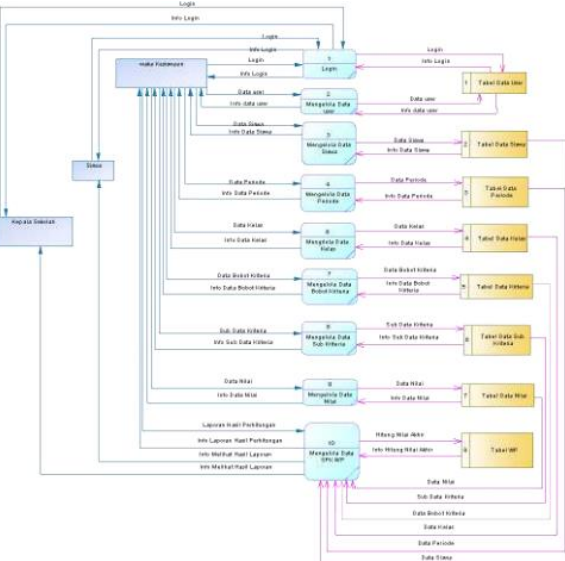 Login
Info Login
Data user
Info Login
Login
Info Login
1
Login
Login
Info Login
1
Tabel Data User
Data user
Info data user
2
Mengelola Data
user
Data user
Info data user
Data Siswa
Info Data Siswa
3
Mengelola Data
Siswa
Data Siswa
Info Data Siswa
2
Tabel Data Siswa
Siswa
Data Periode
Info Data Periode
Mengelola Data
Periode
Data Periode
Info Data Periode
3
Tabel Data
Periode
Kepala Sekolah
Data Kelas
Info Data Kelas
Mengelola Data
Kelas
Data Kelas
Info Data Kelas
4
Tabel Data Kelas
Data Bobot Kriteria
Info Data Bobot Kriteria
7
Mengelola Data
Bobot Kriteria
Data Bobot Kriteria
Info Data Bobot
Kriteria
5
Tabel Data Kriteria
Sub Data Kriteria
Info Sub Data Kriteria
Mengelola Data
Sub Kriteria
Sub Data Kriteria
Info Sub Data Kriteria
6
Tabel Data Sub
Kriteria
Data Nilai
Info Data Nilai
Mengelola Data
Nilai
Data Nilai
Info Data Nilai
7
Tabel Data Nilai
Laporan Hasil Perhitungan
Info Laporan Hasil Perhitungan
Info Melihat Hasil Laporan
Info Melihat Hasil Laporan
10
Mengelola Data
SPK WP
Hitung Nilai Akhir
Info Hitung Nilai Akhir
Tabel WP
Data Nilai
Sub Data Kriteria
Data Bobot Kriteria
Data Kelas
Data Periode
Data Siswa